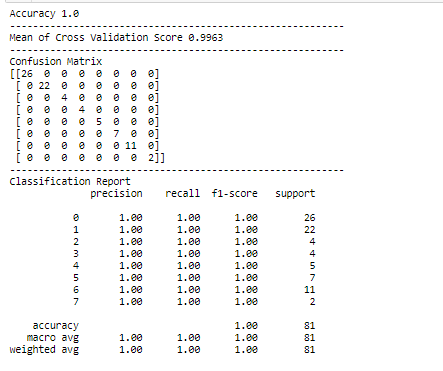 Accuracy 1.0
------------------------------------------------------------
Mean of Cross Validation Score 0.9963
------------------------------------------------------------
Confusion Matrix
[[26  0  0  0  0  0  0  0]
 [ 0 22  0  0  0  0  0  0]
 [ 0  0  4  0  0  0  0  0]
 [ 0  0  0  4  0  0  0  0]
 [ 0  0  0  0  5  0  0  0]
 [ 0  0  0  0  0  7  0  0]
 [ 0  0  0  0  0  0 11  0]
 [ 0  0  0  0  0  0  0  2]]
------------------------------------------------------------
Classification Report
              precision    recall  f1-score   support

           0       1.00      1.00      1.00        26
           1       1.00      1.00      1.00        22
           2       1.00      1.00      1.00         4
           3       1.00      1.00      1.00         4
           4       1.00      1.00      1.00         5
           5       1.00      1.00      1.00         7
           6       1.00      1.00      1.00        11
           7       1.00      1.00      1.00         2

    accuracy                           1.00        81
   macro avg       1.00      1.00      1.00        81
weighted avg       1.00      1.00      1.00        81